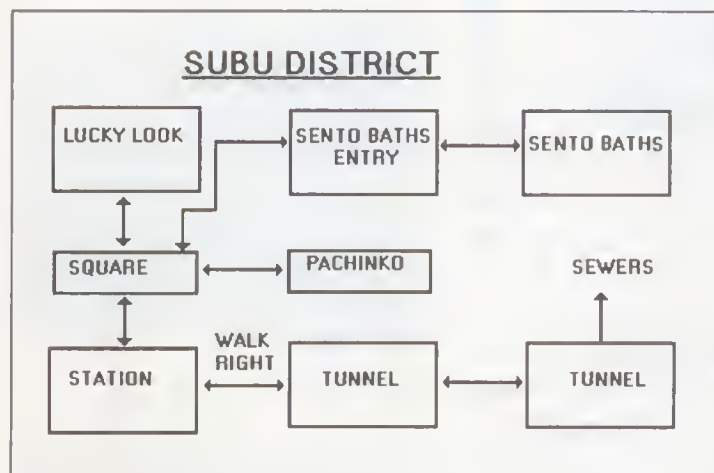 SUBU DISTRICT
LUCKY LOOK
SENTO BATHS
ENTRY
SENTO BATHS
SQUARE
PACHINKO
SEWERS
STATION
WALK
RIGHT
TUNNEL
TUNNEL